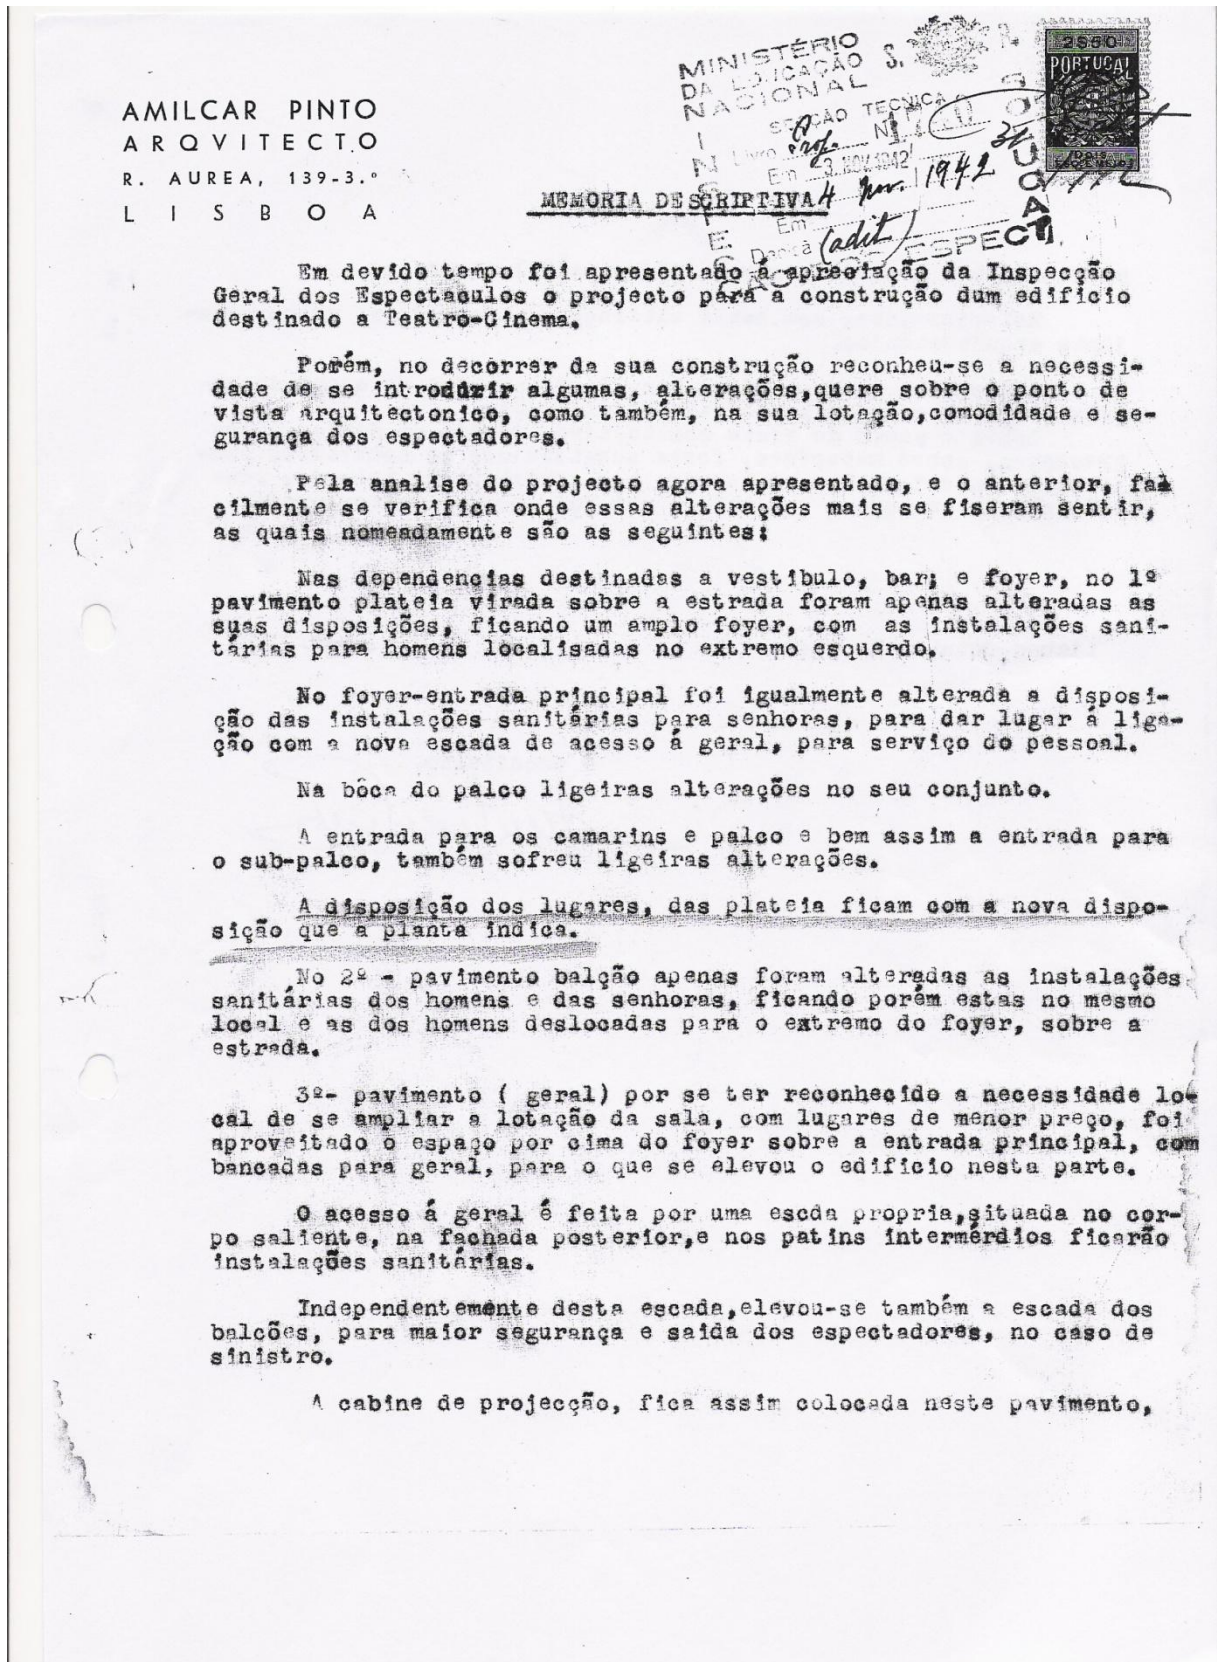 AMILCAR PINTO
ARQVITECTO
R. AUREA, 139-3.º
LISBOA
MINISTÉRIO
DA EDUCAÇÃO
NACIONAL
S. R.
2$50
PORTUGAL
SECÇÃO TECNICA
Livro
Nº
Em 3 NOV. 1942
4 Nov. 1942
Em
(adit)
MEMORIA DESCRIPTIVA
Em devido tempo foi apresentado á apreciação da Inspecção
Geral dos Espectaculos o projecto para a construção dum edificio
destinado a Teatro-Cinema.
Porém, no decorrer da sua construção reconheu-se a necessi-
dade de se introduzir algumas, alterações,quere sobre o ponto de
vista arquitectonico, como também, na sua lotação,comodidade e se-
gurança dos espectadores.
Pela analise do projecto agora apresentado, e o anterior, fa
cilmente se verifica onde essas alterações mais se fiseram sentir,
as quais nomeadamente são as seguintes:
Nas dependencias destinadas a vestibulo, bar; e foyer, no 1º
pavimento plateia virada sobre a estrada foram apenas alteradas as
suas disposições, ficando um amplo foyer, com as instalações sani-
tárias para homens localisadas no extremo esquerdo.
No foyer-entrada principal foi igualmente alterada a disposi-
ção das instalações sanitárias para senhoras, para dar lugar á liga-
ção com a nova escada de acesso á geral, para serviço do pessoal.
Na bôca do palco ligeiras alterações no seu conjunto.
A entrada para os camarins e palco e bem assim a entrada para
o sub-palco, também sofreu ligeiras alterações.
A disposição dos lugares, das plateia ficam com a nova dispo-
sição que a planta indica.
No 2º - pavimento balção apenas foram alteradas as instalações
sanitárias dos homens e das senhoras, ficando porém estas no mesmo
local e as dos homens deslocadas para o extremo do foyer, sobre a
estrada.
3º- pavimento ( geral) por se ter reconhecido a necessidade lo-
cal de se ampliar a lotação da sala, com lugares de menor preço, foi
aproveitado o espaço por cima do foyer sobre a entrada principal, com
bancadas para geral, para o que se elevou o edificio nesta parte.
O acesso á geral é feita por uma escda propria,situada no cor-
po saliente, na fachada posterior,e nos patins intermérdios ficarão
instalações sanitárias.
Independentemente desta escada,elevou-se também a escada dos
balcões, para maior segurança e saida dos espectadores, no caso de
sinistro.
A cabine de projecção, fica assim colocada neste pavimento,